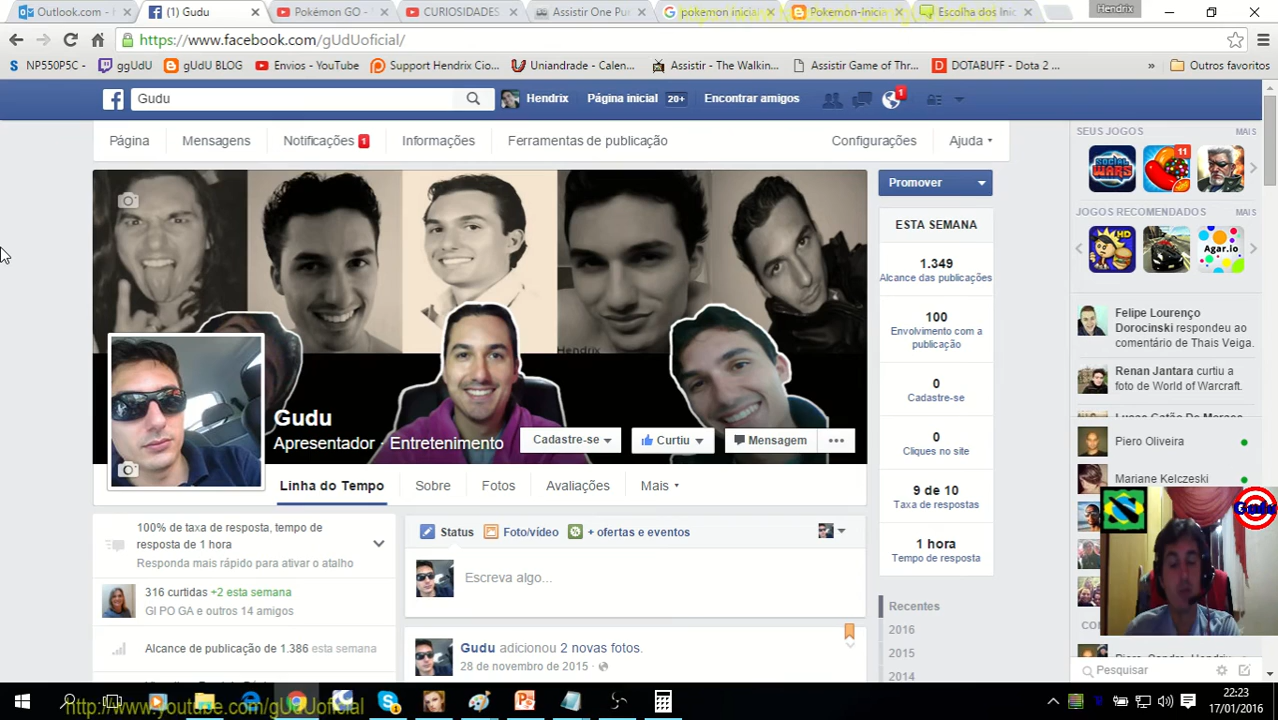 Outlook.com - H
(1) Gudu
Pokémon GO -
CURIOSIDADES
Assistir One Pun
pokemon inicial
Pokemon-Inicia
Escolha dos Inic
Hendrix
https://www.facebook.com/gUdUoficial/
NP550P5C -
ggUdU
gUdU BLOG
Envios - YouTube
Support Hendrix Cio...
Uniandrade - Calen...
Assistir - The Walkin...
Assistir Game of Thr...
DOTABUFF - Dota 2 ...
»
Outros favoritos
Gudu
Hendrix
Página inicial 20+
Encontrar amigos
1
Página
Mensagens
Notificações 1
Informações
Ferramentas de publicação
Configurações
Ajuda
Promover
ESTA SEMANA
1.349
Alcance das publicações
100
Envolvimento com a
publicação
0
Cadastre-se
0
Cliques no site
9 de 10
Taxa de respostas
1 hora
Tempo de resposta
Hendrix
Gudu
Apresentador · Entretenimento
Cadastre-se
Curtiu
Mensagem
Linha do Tempo
Sobre
Fotos
Avaliações
Mais
100% de taxa de resposta, tempo de
resposta de 1 hora
Responda mais rápido para ativar o atalho
316 curtidas +2 esta semana
GI PO GA e outros 14 amigos
Alcance de publicação de 1.386 esta semana
Status
Foto/vídeo
+ ofertas e eventos
Escreva algo...
Gudu adicionou 2 novas fotos.
28 de novembro de 2015 ·
Recentes
2016
2015
2014
SEUS JOGOS
MAIS
SOCIAL WARS
11
JOGOS RECOMENDADOS
MAIS
HD
Agar.io
Felipe Lourenço
Dorocinski respondeu ao
comentário de Thais Veiga.
Renan Jantara curtiu a
foto de World of Warcraft.
Piero Oliveira
Mariane Kelczeski
Gudu
Pesquisar
http://www.youtube.com/gUdUoficial
22:23
17/01/2016